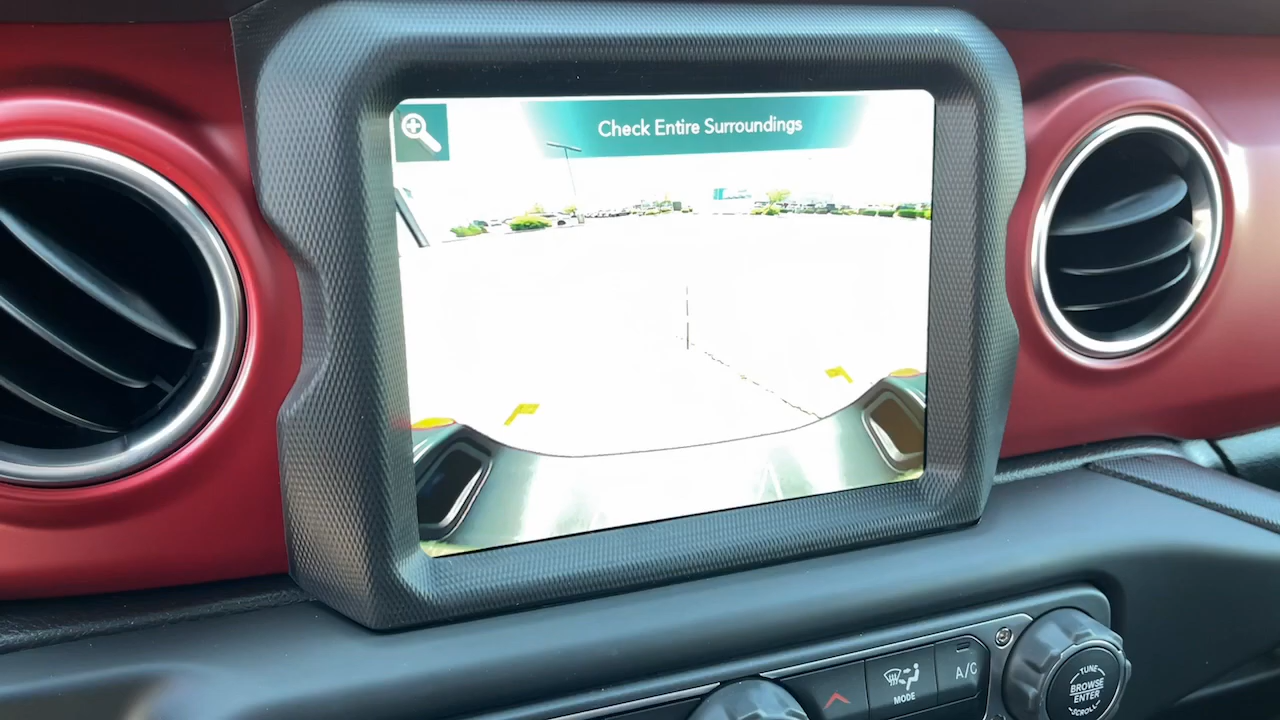 Check Entire Surroundings
MODE
A/C
TUNE
BROWSE
ENTER
SCROLL